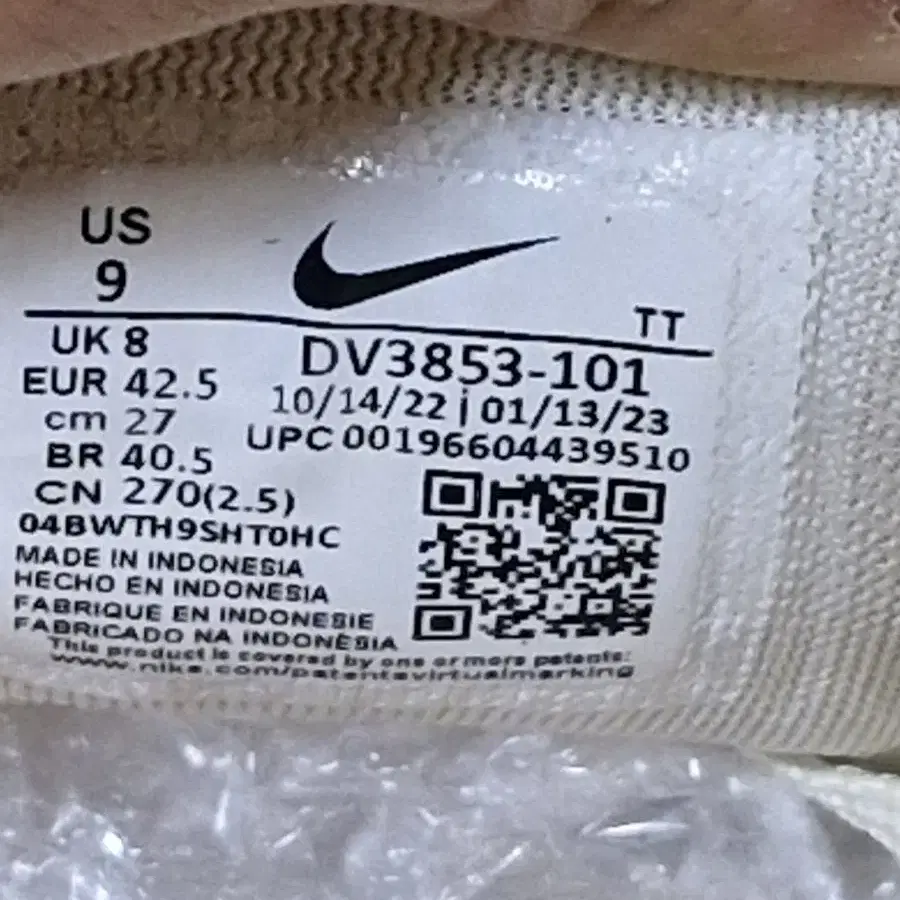 US
9
TT
UK 8
EUR 42.5
cm 27
BR 40.5
CN 270(2.5)
DV3853-101
10/14/22 | 01/13/23
UPC 00196604439510
04BWTH9SHT0HC
MADE IN INDONESIA
HECHO EN INDONESIA
FABRIQUE EN INDONESIE
FABRICADO NA INDONÉSIA
This product is covered by one or more patents:
www.nike.com/patentsvirtualmarking